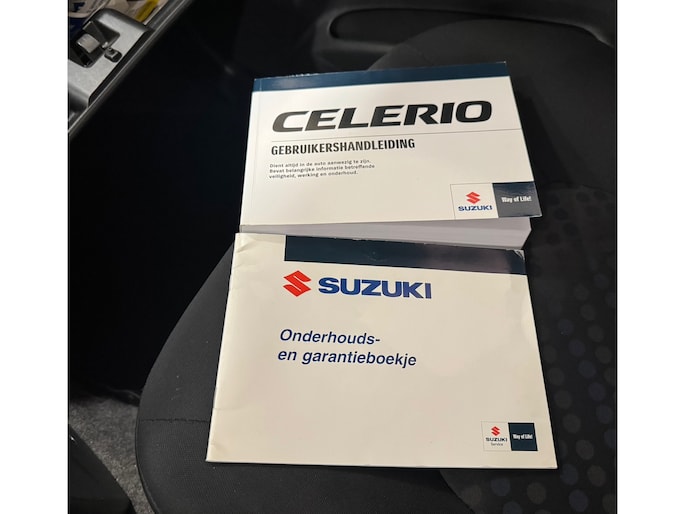 CELERIO
GEBRUIKERSHANDLEIDING
Dient altijd in de auto aanwezig te zijn.
Bevat belangrijke informatie betreffende
veiligheid, werking en onderhoud.
SUZUKI
Way of Life!
SUZUKI
Onderhouds-
en garantieboekje
SUZUKI
Service
Way of Life!